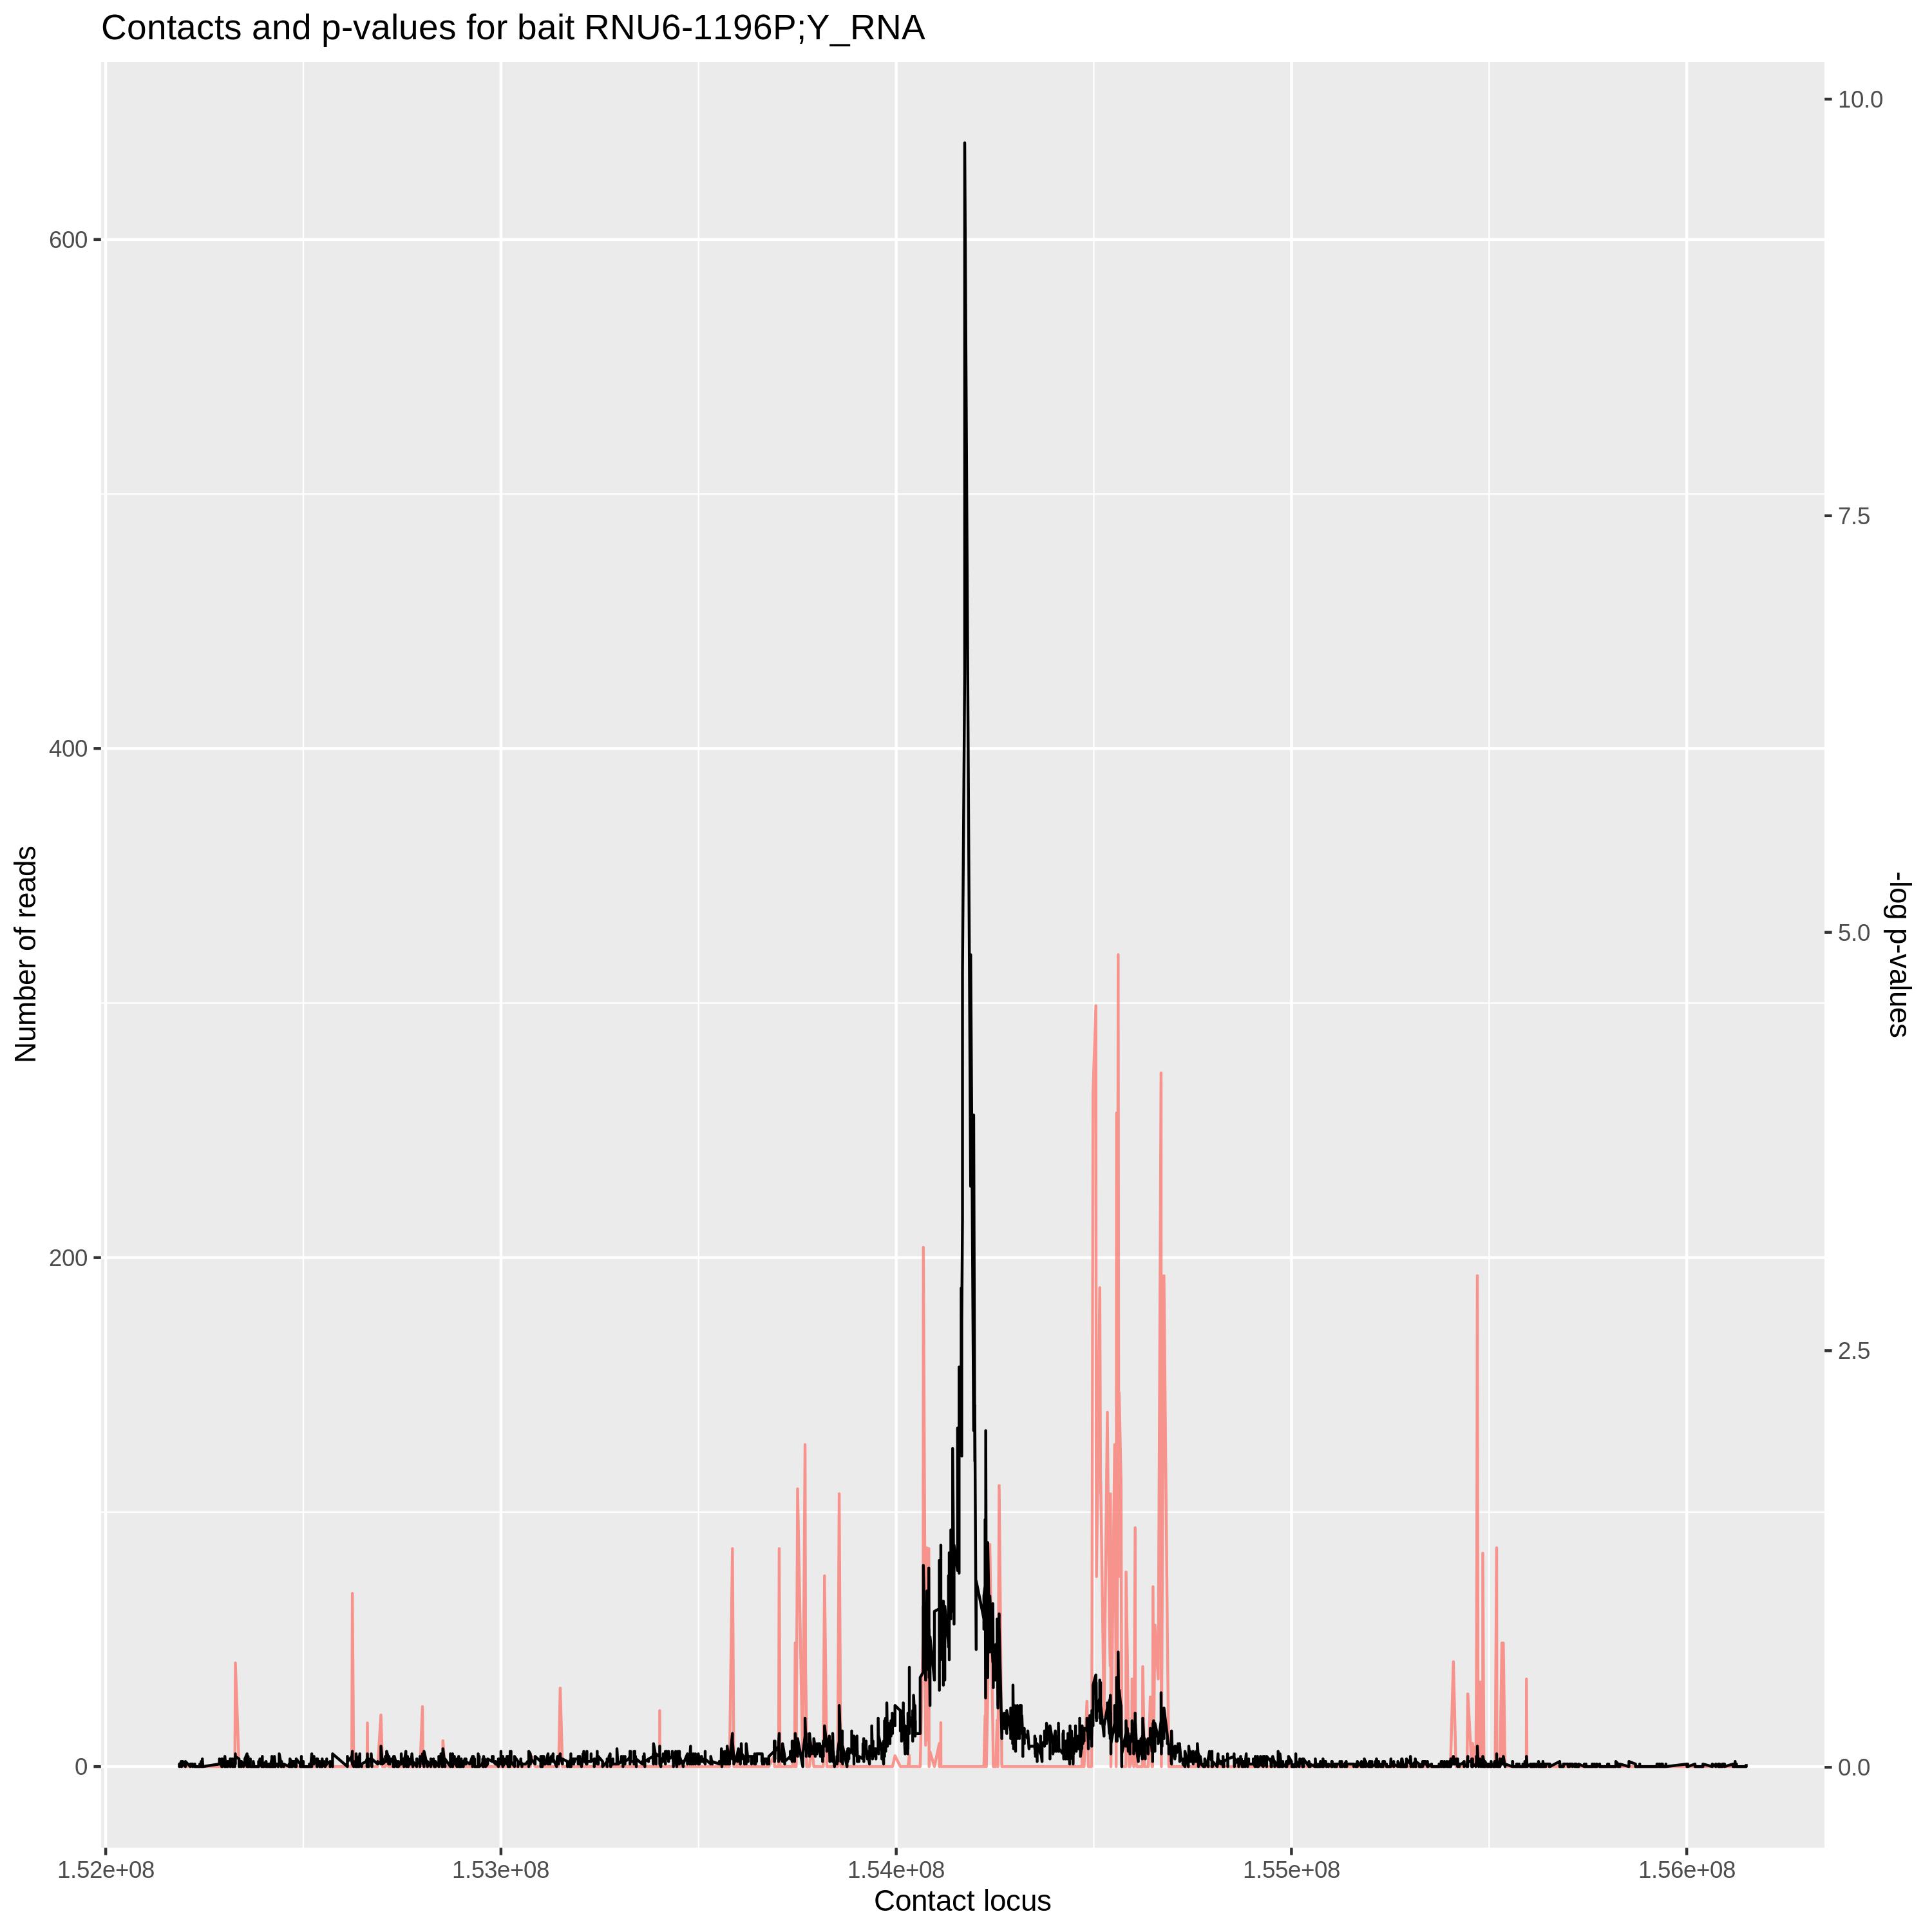 Contacts and p-values for bait RNU6-1196P;Y_RNA
10.0
600
7.5
400
Number of reads
-log p-values
5.0
200
2.5
0
0.0
1.52e+08 1.53e+08 1.54e+08 1.55e+08 1.56e+08
Contact locus